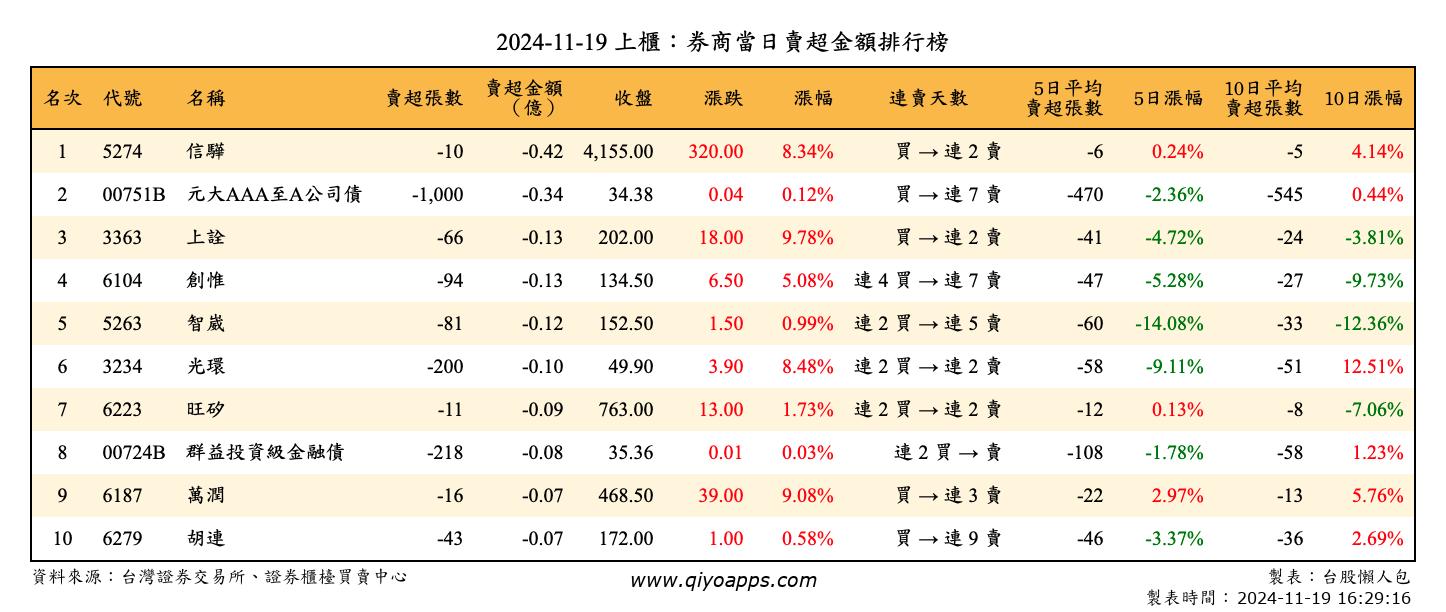 2024-11-19 上櫃：券商當日賣超金額排行榜
名次 代號 名稱 賣超張數 賣超金額（億） 收盤 漲跌 漲幅 連賣天數 5日平均賣超張數 5日漲幅 10日平均賣超張數 10日漲幅
1 5274 信驊 -10 -0.42 4,155.00 320.00 8.34% 買 → 連 2 賣 -6 0.24% -5 4.14%
2 00751B 元大AAA至A公司債 -1,000 -0.34 34.38 0.04 0.12% 買 → 連 7 賣 -470 -2.36% -545 0.44%
3 3363 上詮 -66 -0.13 202.00 18.00 9.78% 買 → 連 2 賣 -41 -4.72% -24 -3.81%
4 6104 創惟 -94 -0.13 134.50 6.50 5.08% 連 4 買 → 連 7 賣 -47 -5.28% -27 -9.73%
5 5263 智崴 -81 -0.12 152.50 1.50 0.99% 連 2 買 → 連 5 賣 -60 -14.08% -33 -12.36%
6 3234 光環 -200 -0.10 49.90 3.90 8.48% 連 2 買 → 連 2 賣 -58 -9.11% -51 12.51%
7 6223 旺矽 -11 -0.09 763.00 13.00 1.73% 連 2 買 → 連 2 賣 -12 0.13% -8 -7.06%
8 00724B 群益投資級金融債 -218 -0.08 35.36 0.01 0.03% 連 2 買 → 賣 -108 -1.78% -58 1.23%
9 6187 萬潤 -16 -0.07 468.50 39.00 9.08% 買 → 連 3 賣 -22 2.97% -13 5.76%
10 6279 胡連 -43 -0.07 172.00 1.00 0.58% 買 → 連 9 賣 -46 -3.37% -36 2.69%
資料來源：台灣證券交易所、證券櫃檯買賣中心 www.qiyoapps.com 製表：台股懶人包
製表時間：2024-11-19 16:29:16